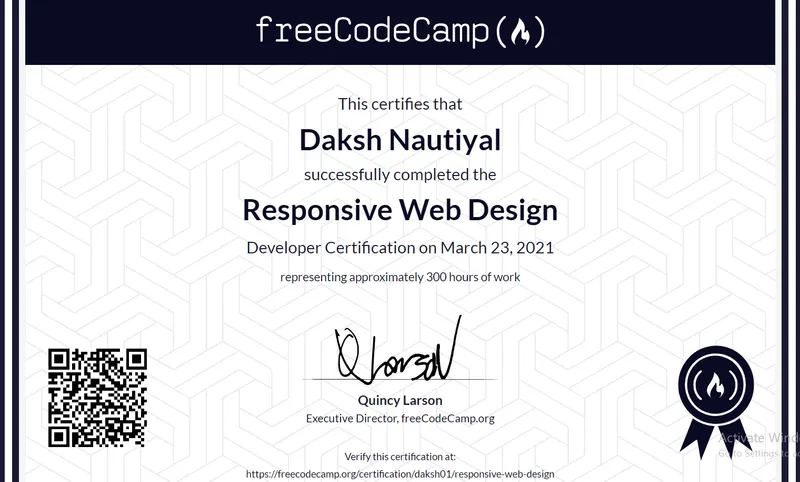 freeCodeCamp(🔥)
This certifies that
Daksh Nautiyal
successfully completed the
Responsive Web Design
Developer Certification on March 23, 2021
representing approximately 300 hours of work
QLarson
Quincy Larson
Executive Director, freeCodeCamp.org
Activate Wind
Go to Settings to ac
Verify this certification at:
https://freecodecamp.org/certification/daksh01/responsive-web-design